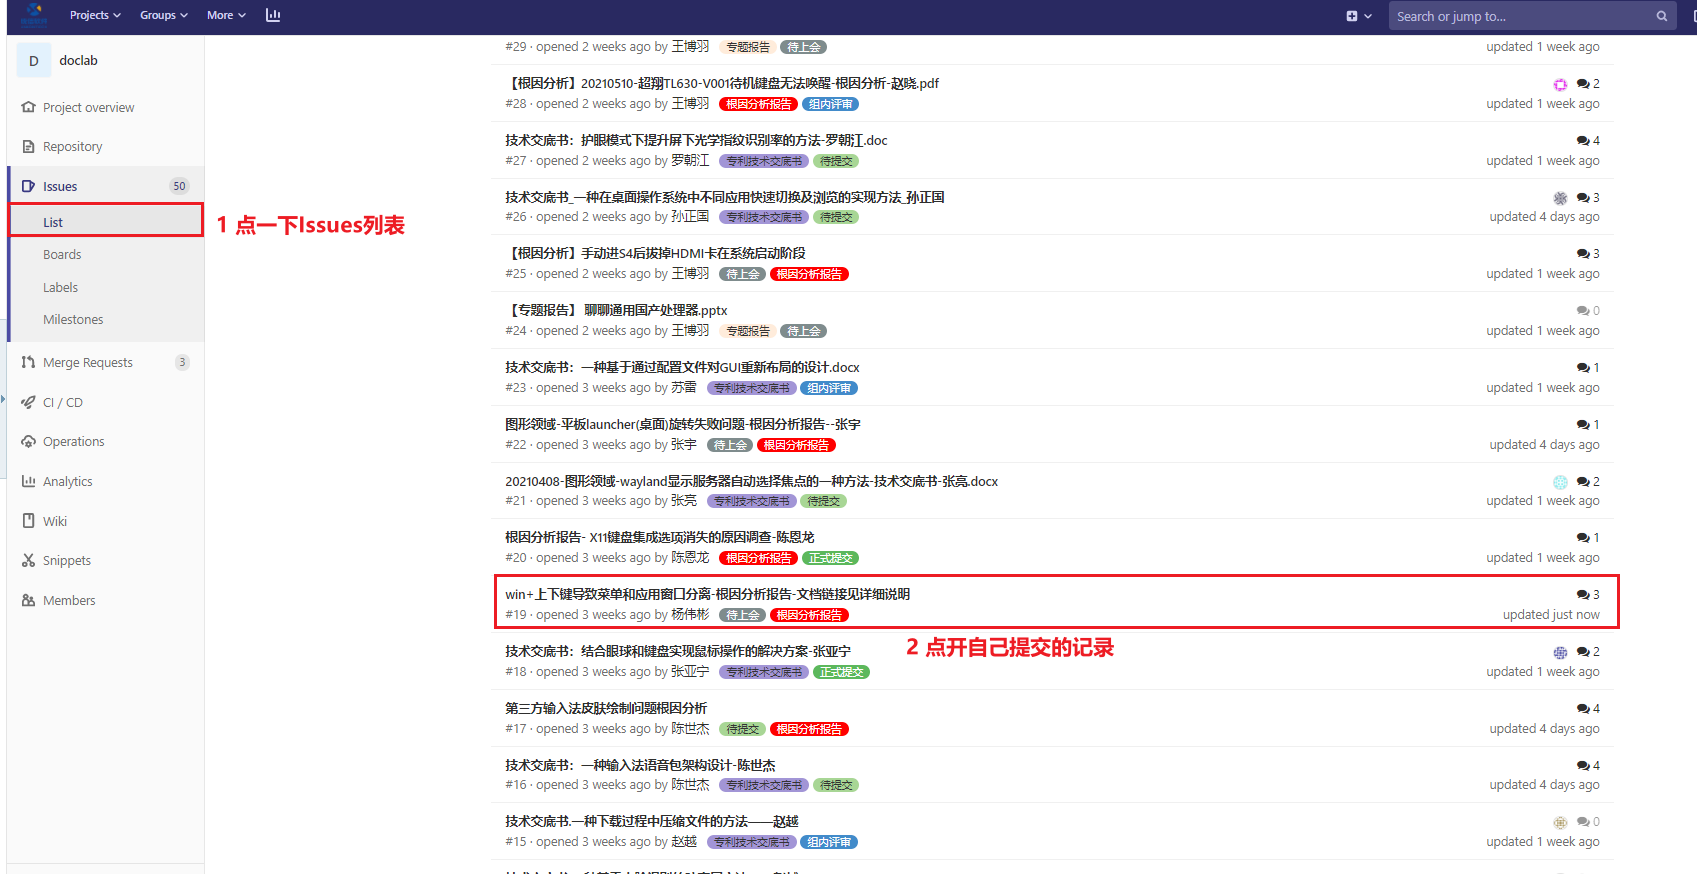 Projects Groups More Search or jump to...
D doclab
Project overview
Repository
Issues 50
List
Boards
Labels
Milestones
Merge Requests 3
CI / CD
Operations
Analytics
Wiki
Snippets
Members
1 点一下Issues列表
#29 · opened 2 weeks ago by 王博羽 专题报告 待上会 updated 1 week ago
【根因分析】20210510-超翔TL630-V001待机键盘无法唤醒-根因分析-赵晓.pdf 2
#28 · opened 2 weeks ago by 王博羽 根因分析报告 组内评审 updated 1 week ago
技术交底书：护眼模式下提升屏下光学指纹识别率的方法-罗朝江.doc 4
#27 · opened 2 weeks ago by 罗朝江 专利技术交底书 待提交 updated 1 week ago
技术交底书_一种在桌面操作系统中不同应用快速切换及浏览的实现方法_孙正国 3
#26 · opened 2 weeks ago by 孙正国 专利技术交底书 待提交 updated 4 days ago
【根因分析】手动进S4后拔掉HDMI卡在系统启动阶段 3
#25 · opened 2 weeks ago by 王博羽 待上会 根因分析报告 updated 1 week ago
【专题报告】 聊聊通用国产处理器.pptx 0
#24 · opened 2 weeks ago by 王博羽 专题报告 待上会 updated 1 week ago
技术交底书：一种基于通过配置文件对GUI重新布局的设计.docx 1
#23 · opened 3 weeks ago by 苏雷 专利技术交底书 组内评审 updated 1 week ago
图形领域-平板launcher(桌面)旋转失败问题-根因分析报告--张宇 1
#22 · opened 3 weeks ago by 张宇 待上会 根因分析报告 updated 4 days ago
20210408-图形领域-wayland显示服务器自动选择焦点的一种方法-技术交底书-张亮.docx 2
#21 · opened 3 weeks ago by 张亮 专利技术交底书 待提交 updated 1 week ago
根因分析报告- X11键盘集成选项消失的原因调查-陈恩龙 1
#20 · opened 3 weeks ago by 陈恩龙 根因分析报告 正式提交 updated 1 week ago
win+上下键导致菜单和应用窗口分离-根因分析报告-文档链接见详细说明 3
#19 · opened 3 weeks ago by 杨伟彬 待上会 根因分析报告 updated just now
2 点开自己提交的记录
技术交底书：结合眼球和键盘实现鼠标操作的解决方案-张亚宁 2
#18 · opened 3 weeks ago by 张亚宁 专利技术交底书 正式提交 updated 1 week ago
第三方输入法皮肤绘制问题根因分析 4
#17 · opened 3 weeks ago by 陈世杰 待提交 根因分析报告 updated 4 days ago
技术交底书：一种输入法语音包架构设计-陈世杰 4
#16 · opened 3 weeks ago by 陈世杰 专利技术交底书 待提交 updated 4 days ago
技术交底书.一种下载过程中压缩文件的方法——赵越 0
#15 · opened 3 weeks ago by 赵越 专利技术交底书 组内评审 updated 1 week ago